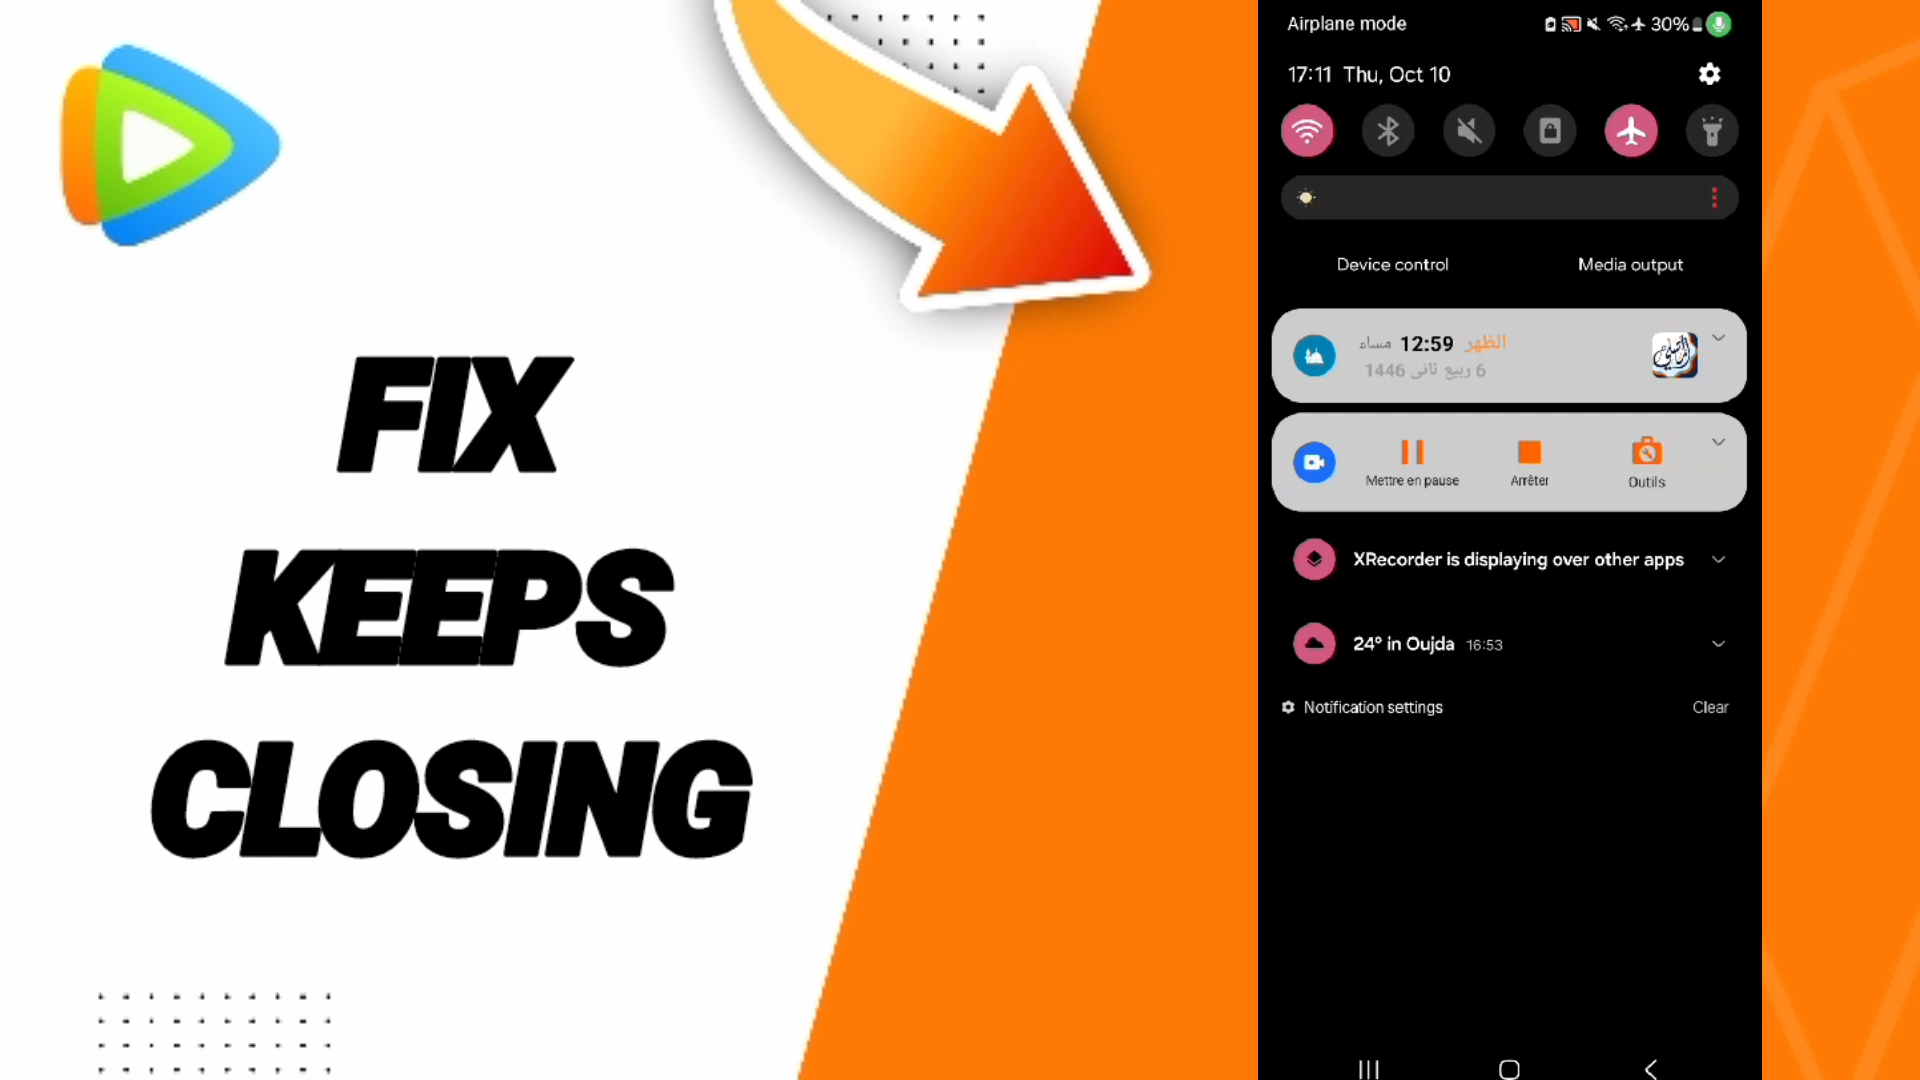 FIX
KEEPS
CLOSING
Airplane mode
30%
17:11 Thu, Oct 10
Device control
Media output
الظهر 12:59 مساء
6 ربيع ثاني 1446
Mettre en pause
Arrêter
Outils
XRecorder is displaying over other apps
24° in Oujda 16:53
Notification settings
Clear